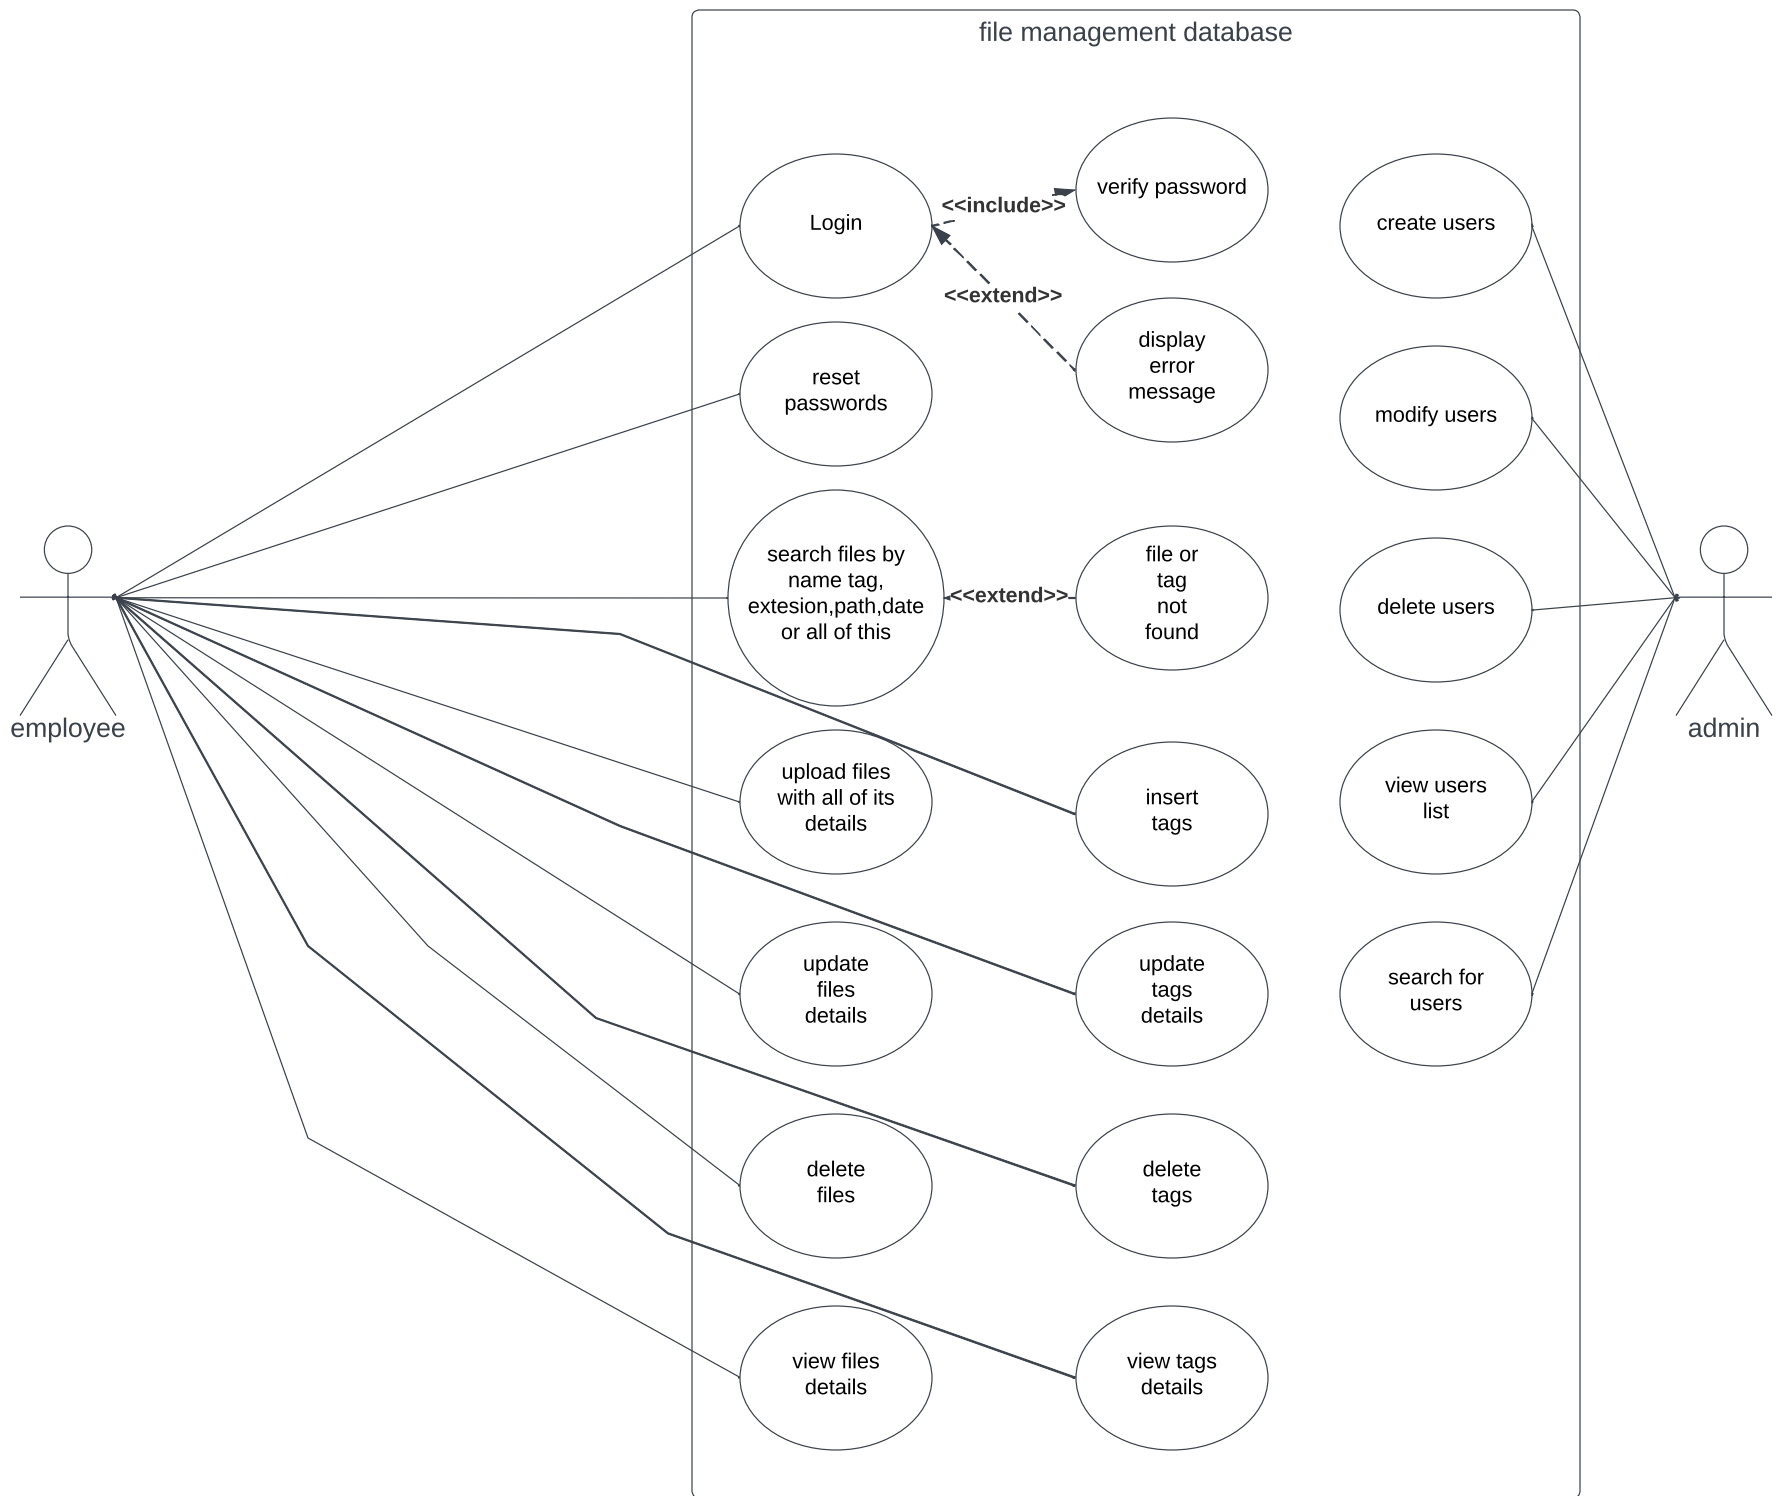 file management database
Login
<<include>>
verify password
create users
<<extend>>
display
error
message
reset
passwords
modify users
search files by
name tag,
extesion,path,date
or all of this
<<extend>>
file or
tag
not
found
delete users
employee
admin
upload files
with all of its
details
insert
tags
view users
list
update
files
details
update
tags
details
search for
users
delete
files
delete
tags
view files
details
view tags
details